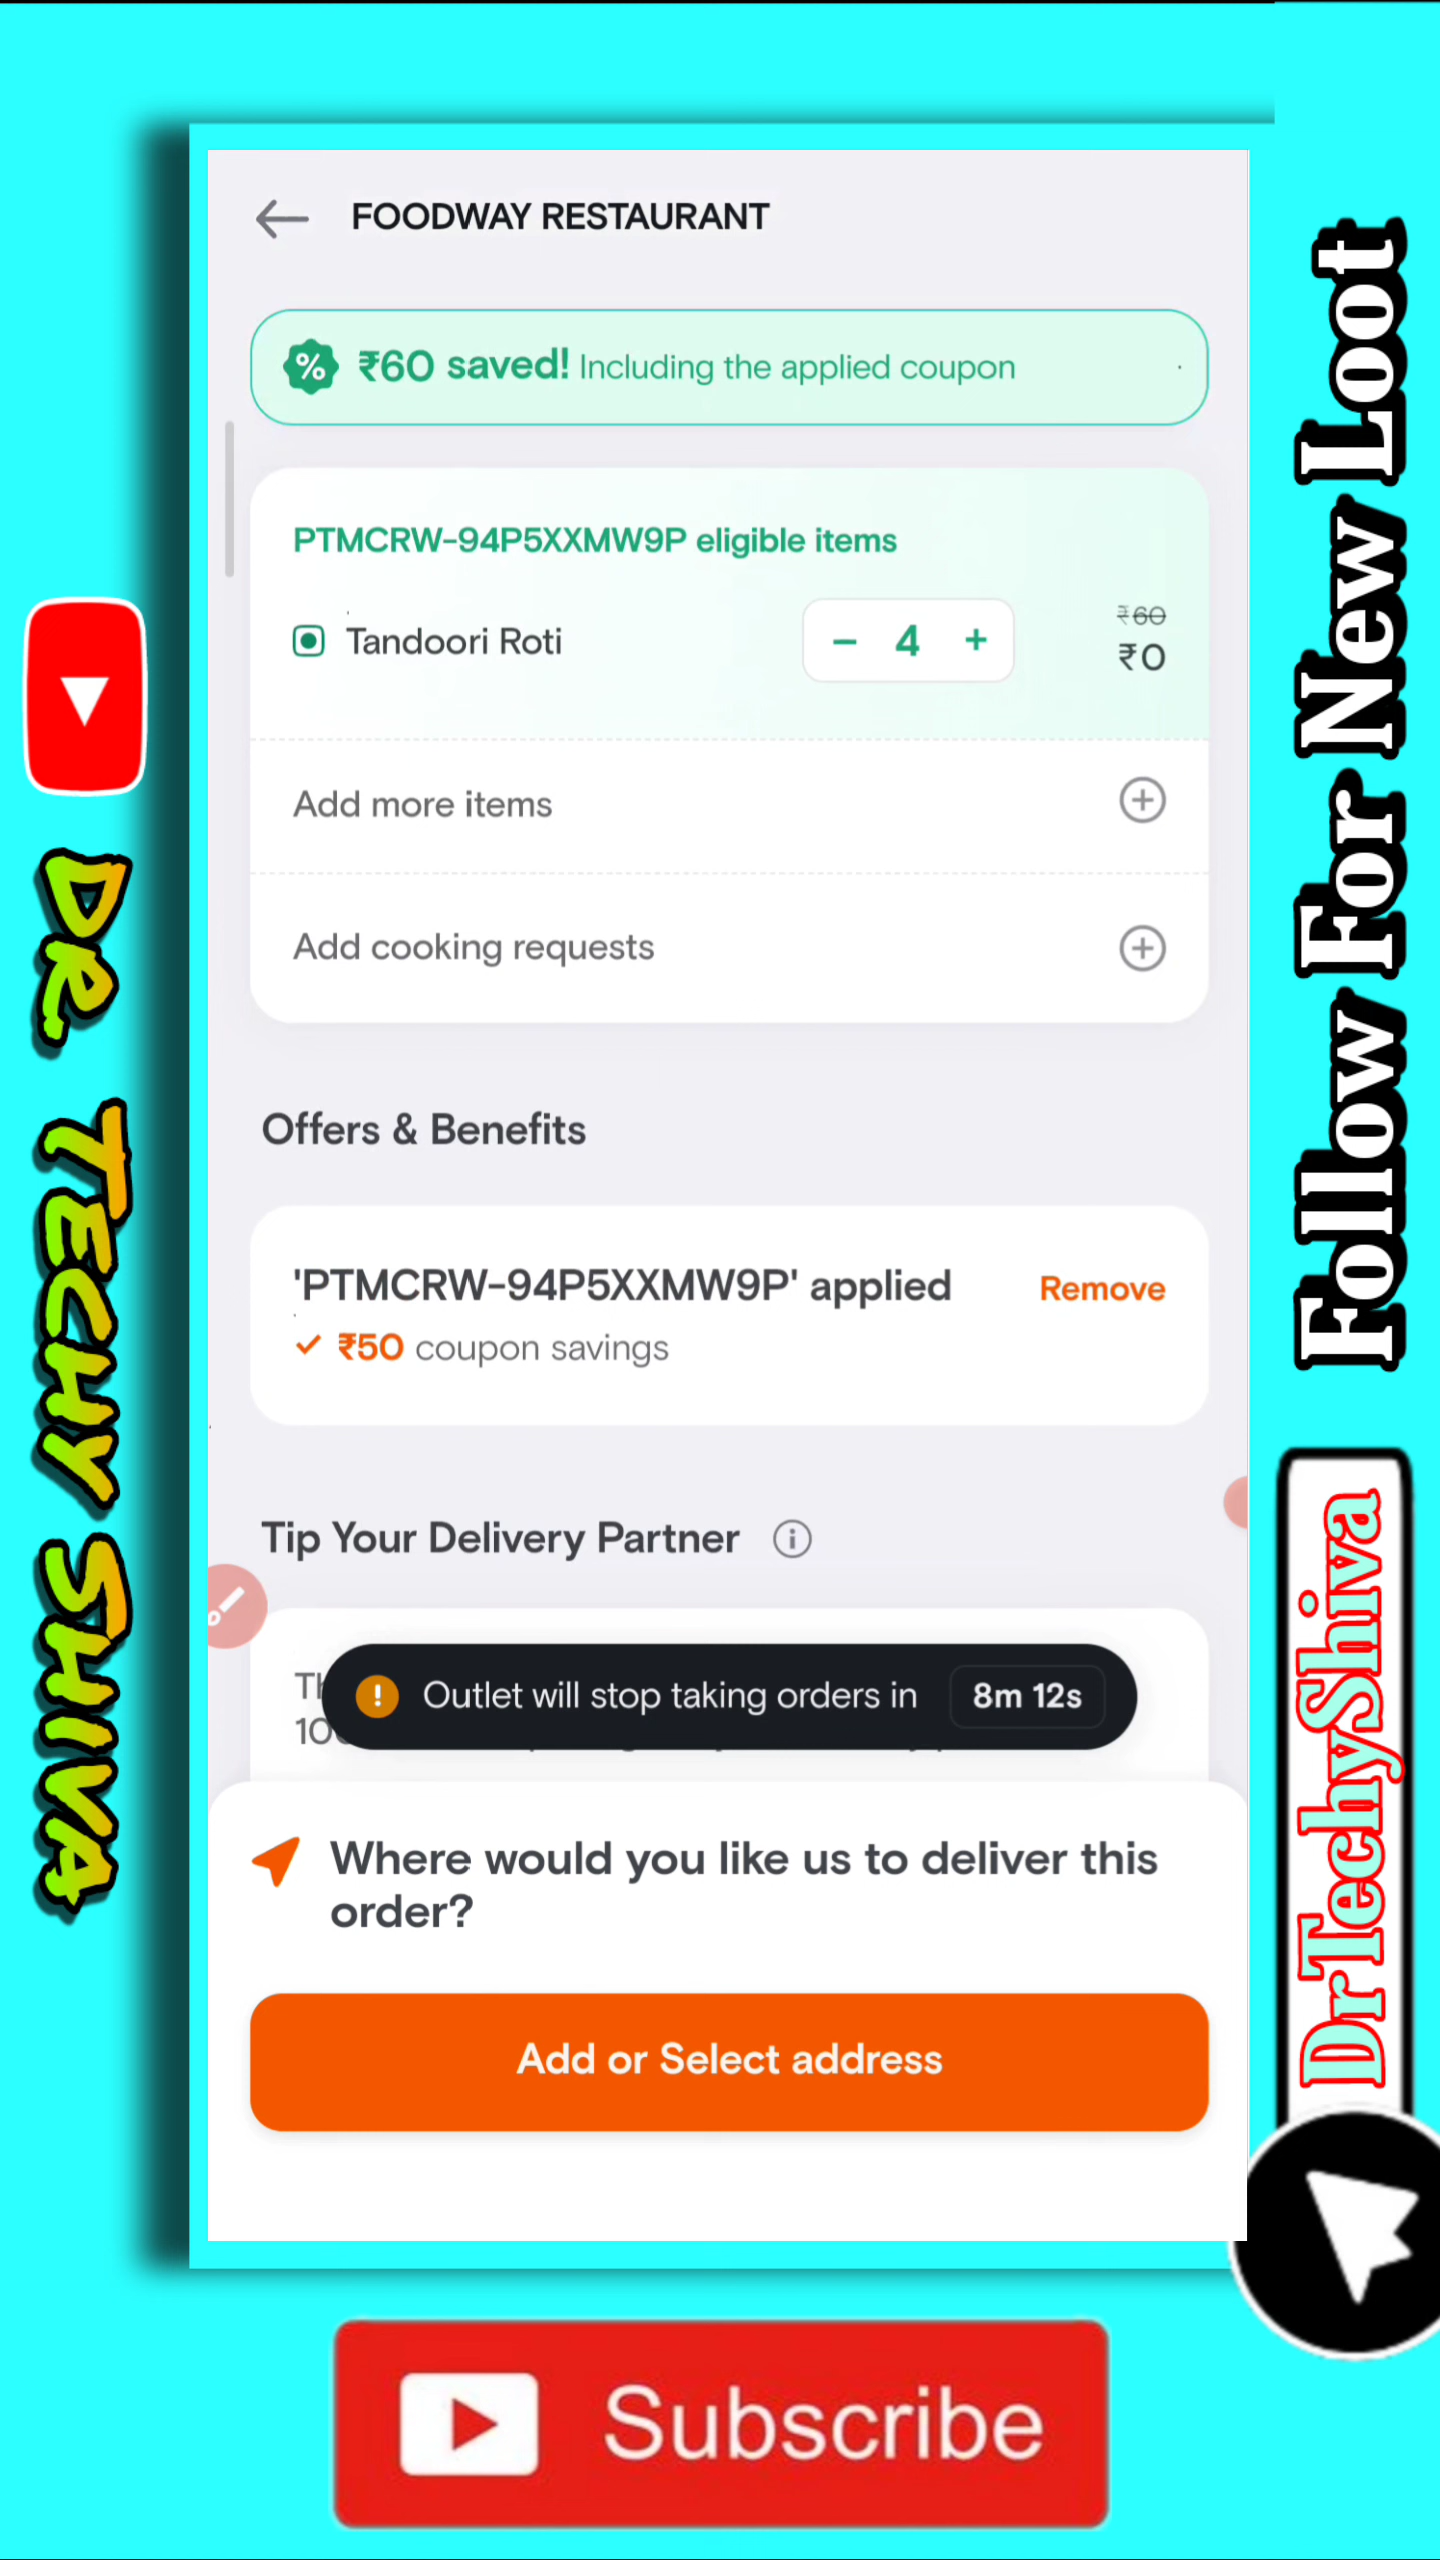 FOODWAY RESTAURANT
₹60 saved! Including the applied coupon
PTMCRW-94P5XXMW9P eligible items
Tandoori Roti
4
₹60
₹0
Add more items
Add cooking requests
Offers & Benefits
'PTMCRW-94P5XXMW9P' applied
Remove
₹50 coupon savings
Tip Your Delivery Partner
Outlet will stop taking orders in 8m 12s
Where would you like us to deliver this
order?
Add or Select address
Subscribe
DR TECHY SHIVA
Follow For New Loot
DrTechyShiva